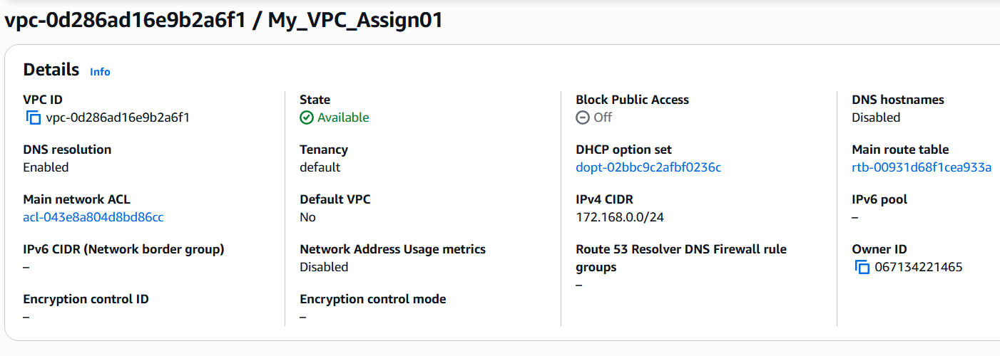 vpc-0d286ad16e9b2a6f1 / My_VPC_Assign01
Details Info
VPC ID
vpc-0d286ad16e9b2a6f1
State
Available
Block Public Access
Off
DNS hostnames
Disabled
DNS resolution
Enabled
Tenancy
default
DHCP option set
dopt-02bbc9c2afbf0236c
Main route table
rtb-00931d68f1cea933a
Main network ACL
acl-043e8a804d8bd86cc
Default VPC
No
IPv4 CIDR
172.168.0.0/24
IPv6 pool
–
IPv6 CIDR (Network border group)
–
Network Address Usage metrics
Disabled
Route 53 Resolver DNS Firewall rule
groups
–
Owner ID
067134221465
Encryption control ID
–
Encryption control mode
–